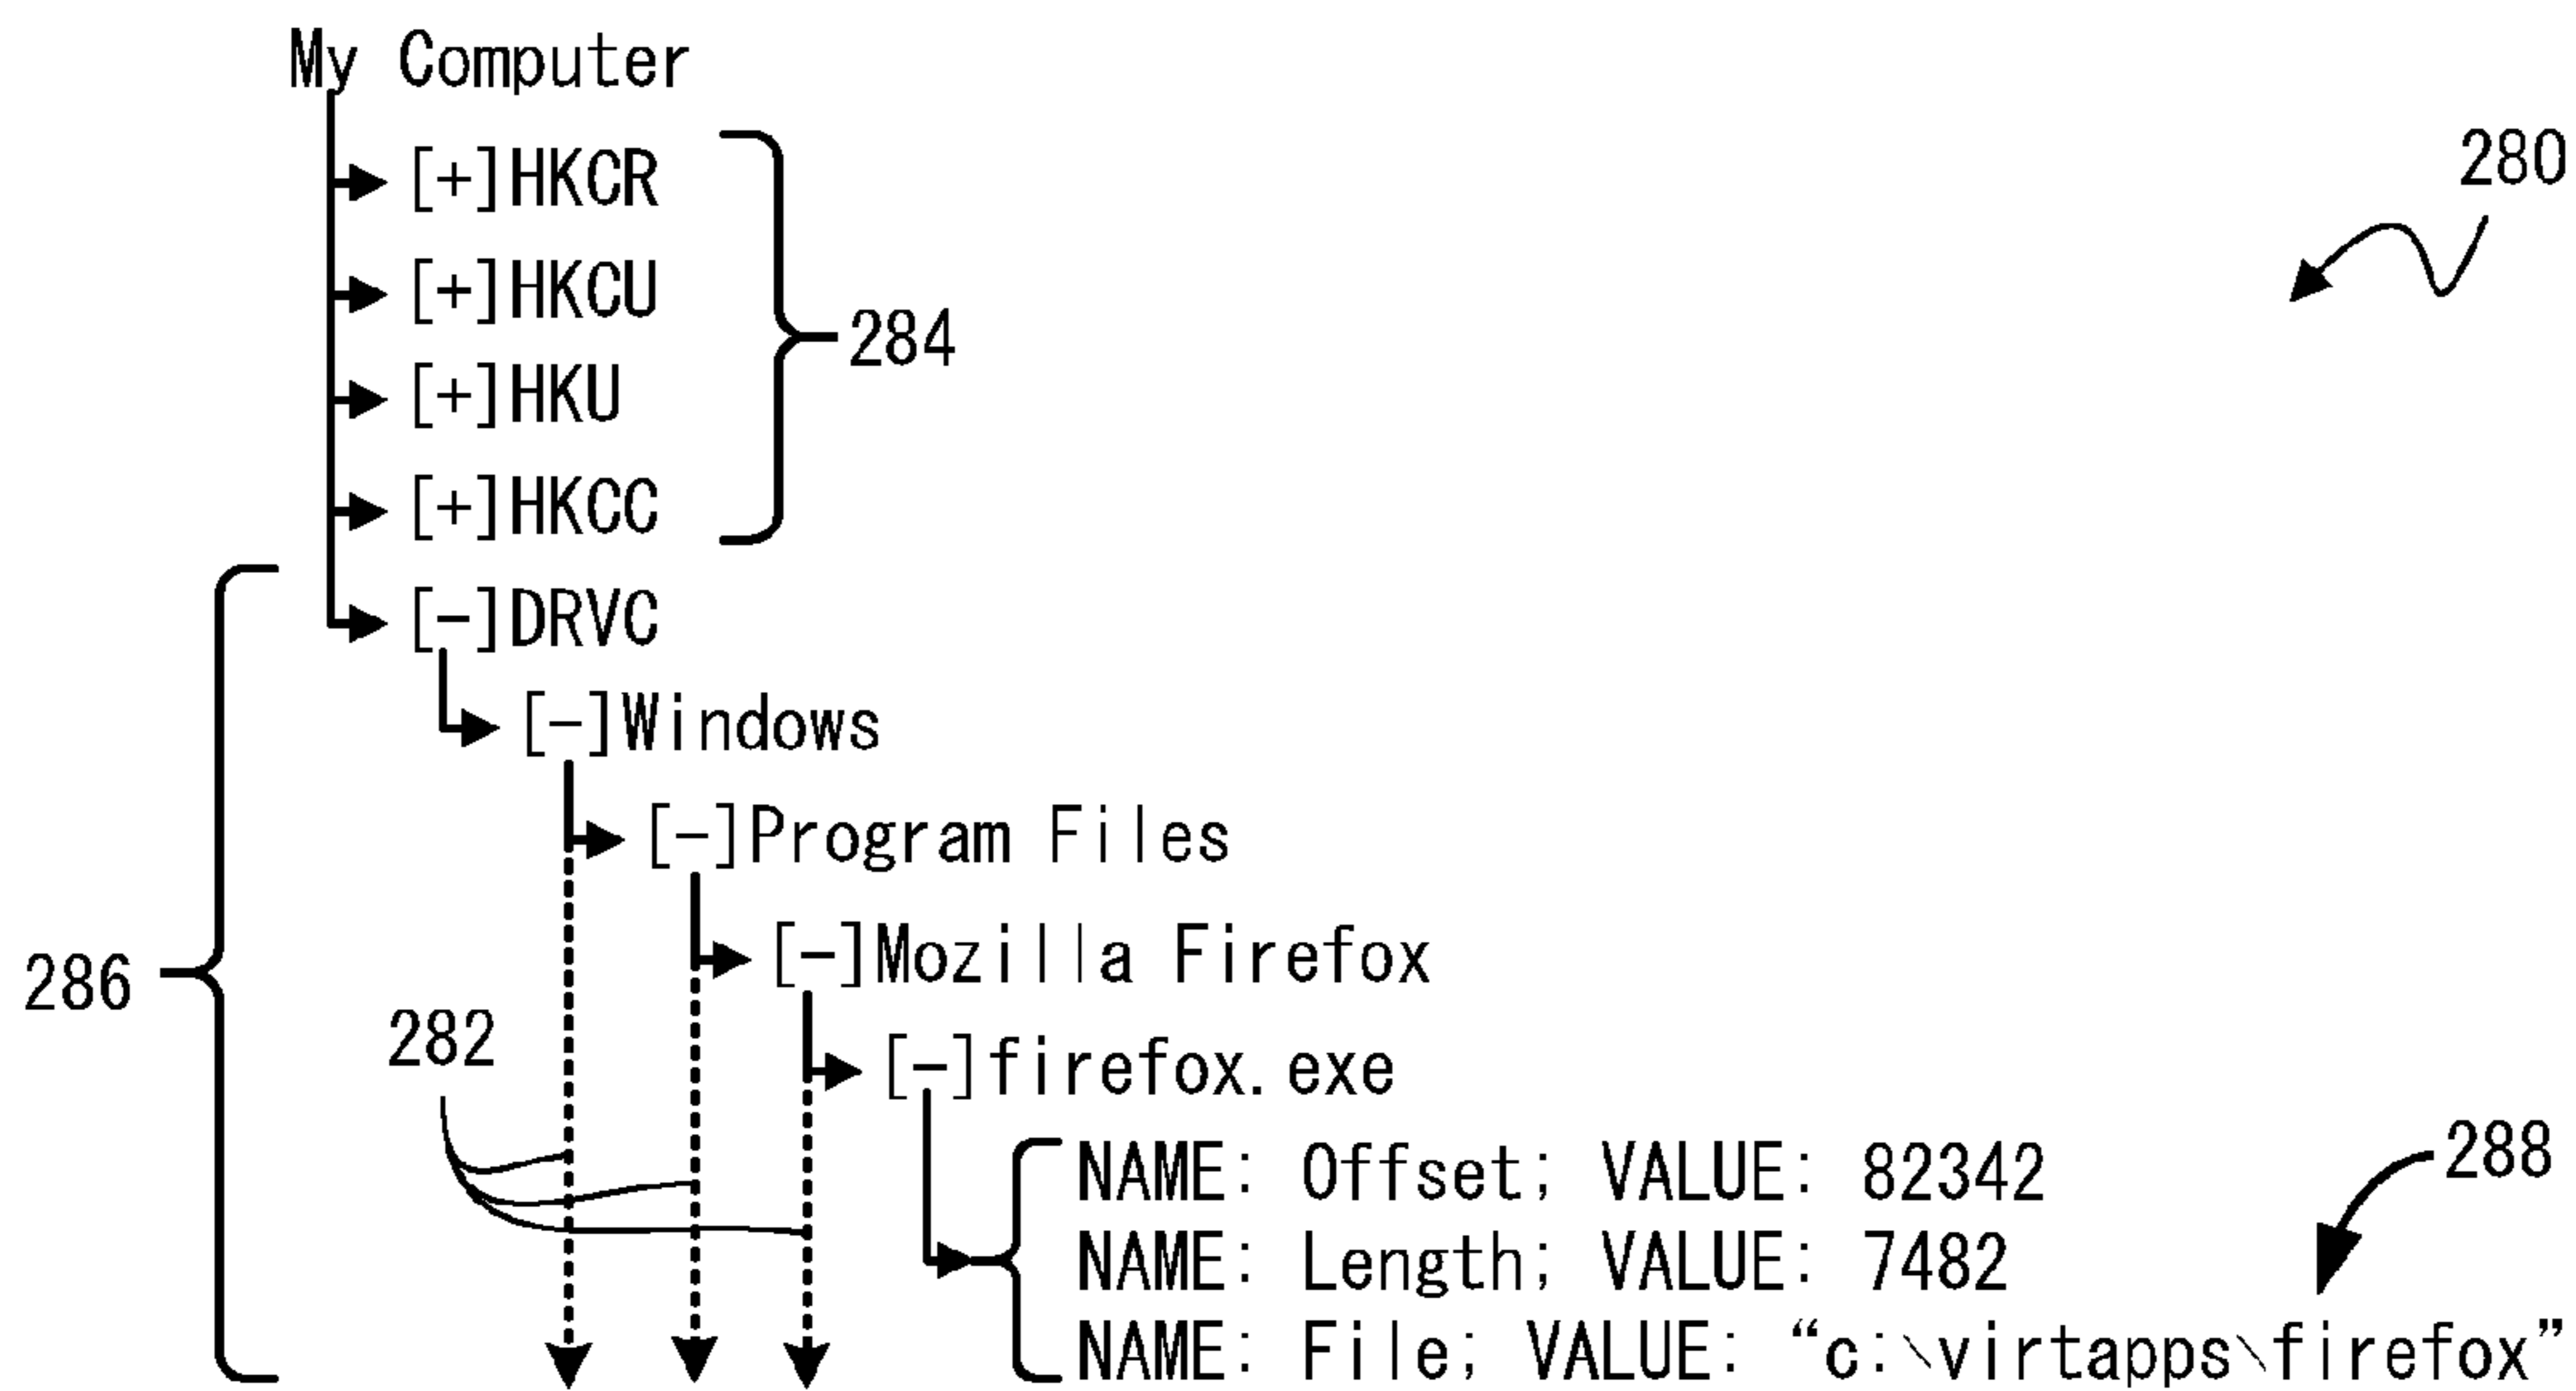 My Computer
280
[+]HKCR
[+]HKCU
284
[+]HKU
[+]HKCC
[-]DRVC
[-]Windows
[-]Program Files
[-]Mozilla Firefox
286
282
[-]firefox.exe
NAME: Offset; VALUE: 82342
288
NAME: Length; VALUE: 7482
NAME: File; VALUE: “c:\virtapps\firefox”